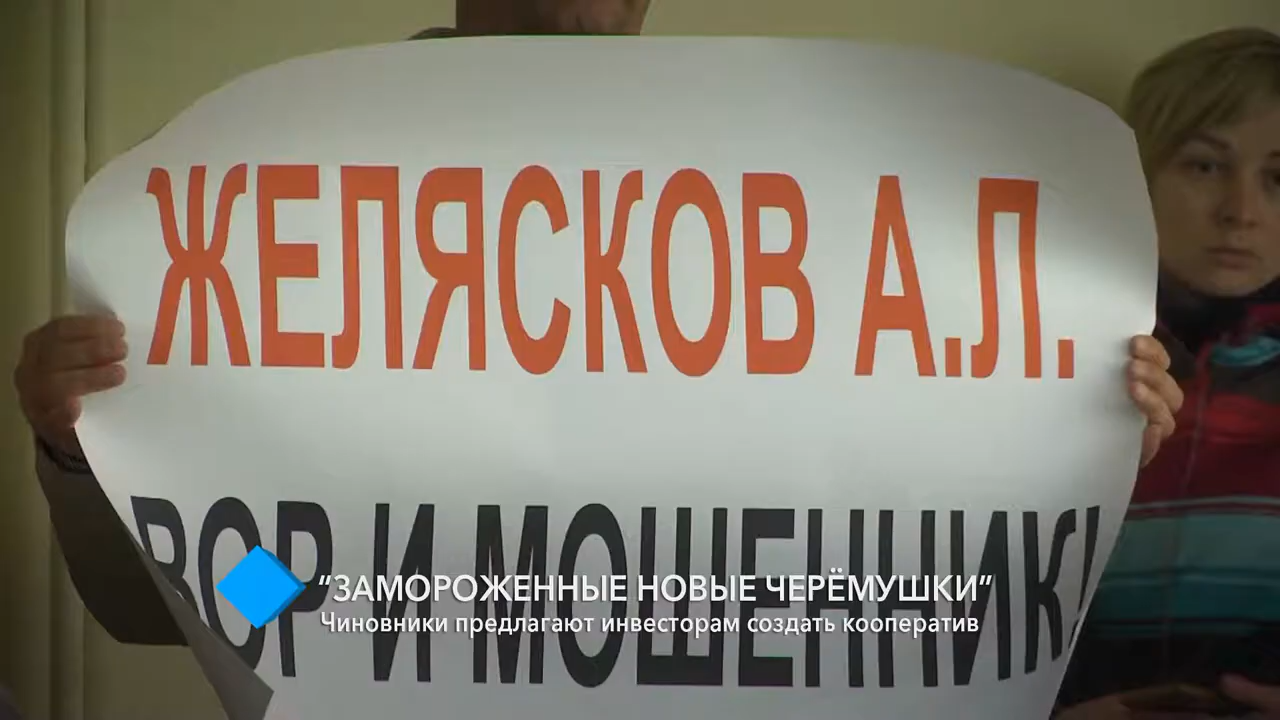 ЖЕЛЯСКОВ А.Л.
ВОР И МОШЕННИК!
"ЗАМОРОЖЕННЫЕ НОВЫЕ ЧЕРЁМУШКИ"
Чиновники предлагают инвесторам создать кооператив